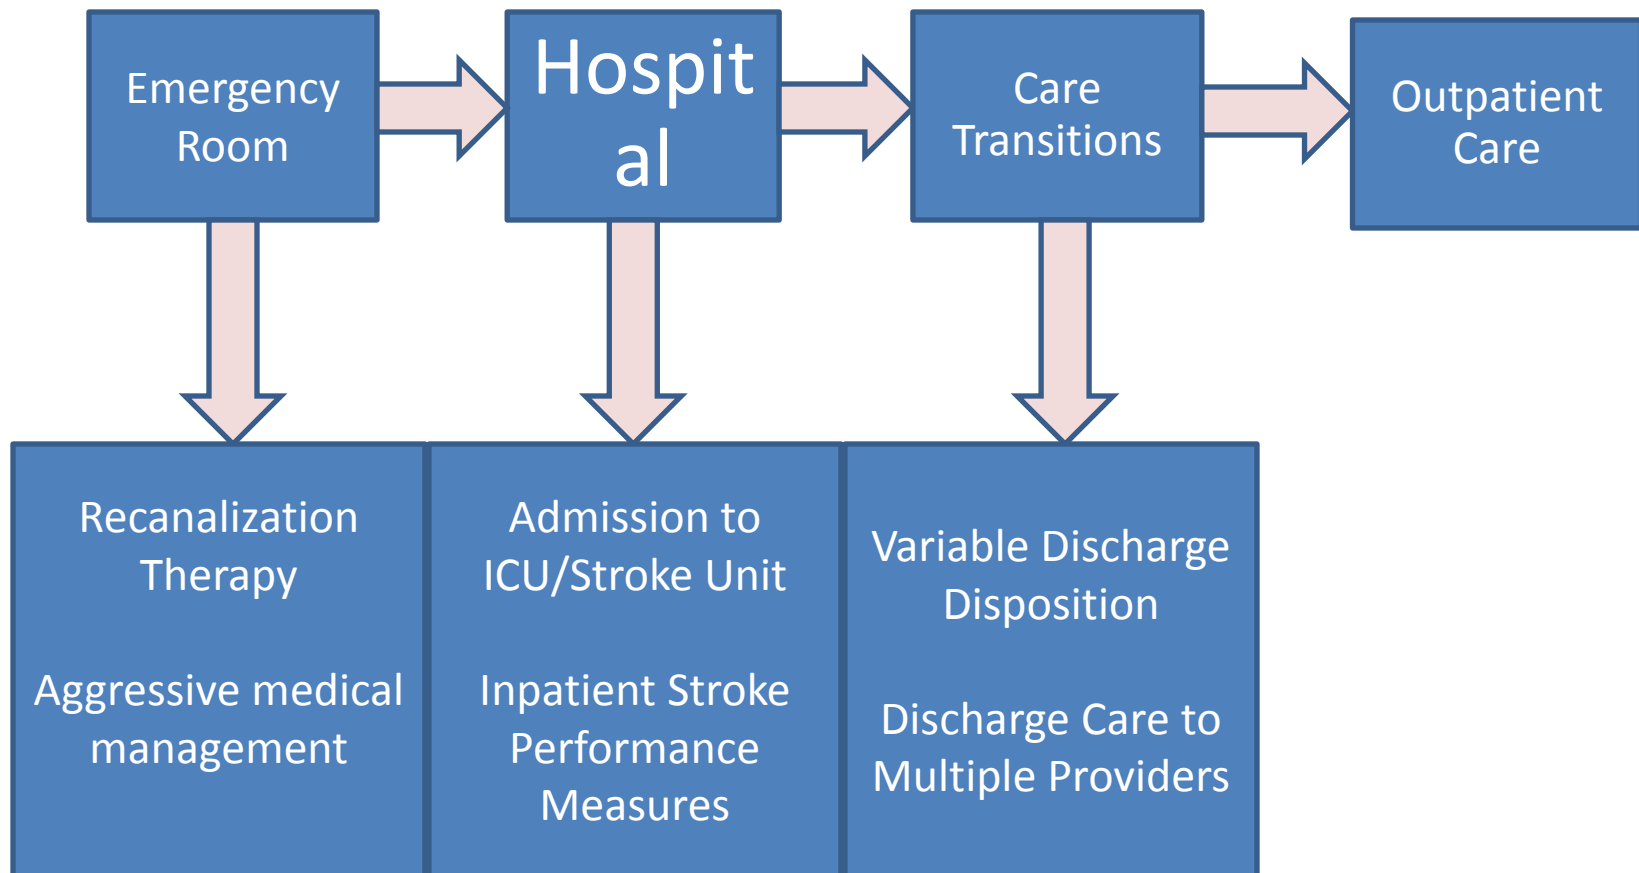 Emergency
Room
Hospit
al
Care
Transitions
Outpatient
Care
Recanalization
Therapy
Aggressive medical
management
Admission to
ICU/Stroke Unit
Inpatient Stroke
Performance
Measures
Variable Discharge
Disposition
Discharge Care to
Multiple Providers